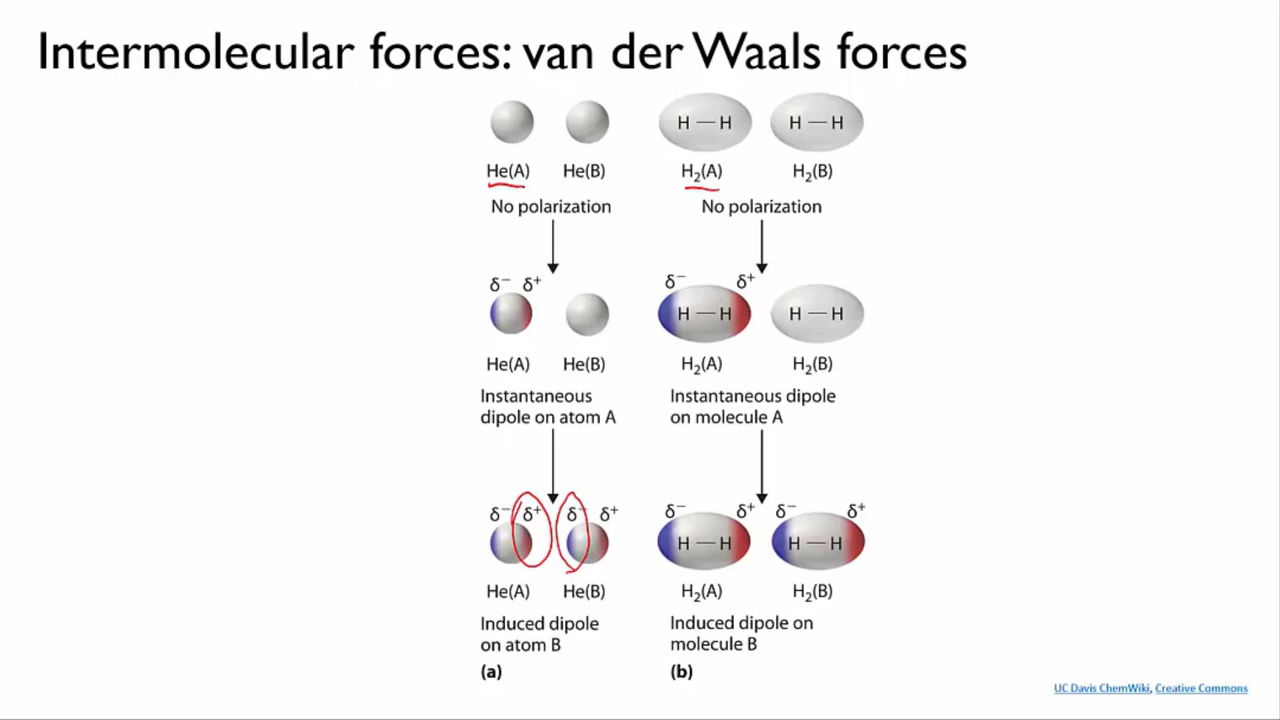 Intermolecular forces: van der Waals forces
H — H H — H
He(A) He(B) H₂(A) H₂(B)
No polarization No polarization
δ⁻ δ⁺ δ⁻ δ⁺
H — H H — H
He(A) He(B) H₂(A) H₂(B)
Instantaneous Instantaneous dipole
dipole on atom A on molecule A
δ⁻ δ⁺ δ⁻ δ⁺ δ⁻ δ⁺ δ⁻ δ⁺
H — H H — H
He(A) He(B) H₂(A) H₂(B)
Induced dipole Induced dipole on
on atom B molecule B
(a) (b)
UC Davis ChemWiki, Creative Commons